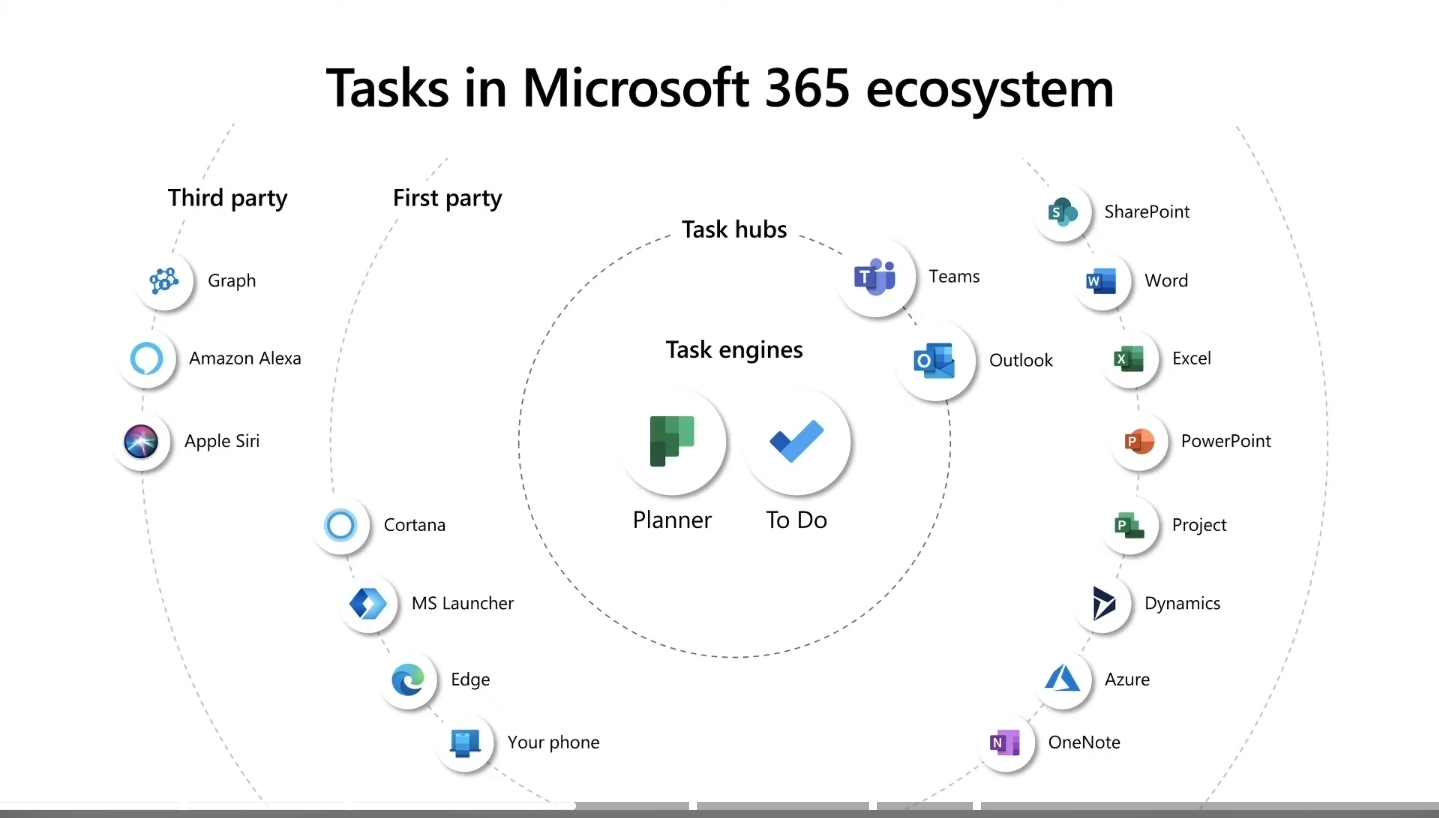 Tasks in Microsoft 365 ecosystem
Third party
First party
Task hubs
Task engines
Graph
Amazon Alexa
Apple Siri
Cortana
MS Launcher
Edge
Your phone
Planner
To Do
Teams
Outlook
SharePoint
Word
Excel
PowerPoint
Project
Dynamics
Azure
OneNote
T
O
S
W
X
P
P
N